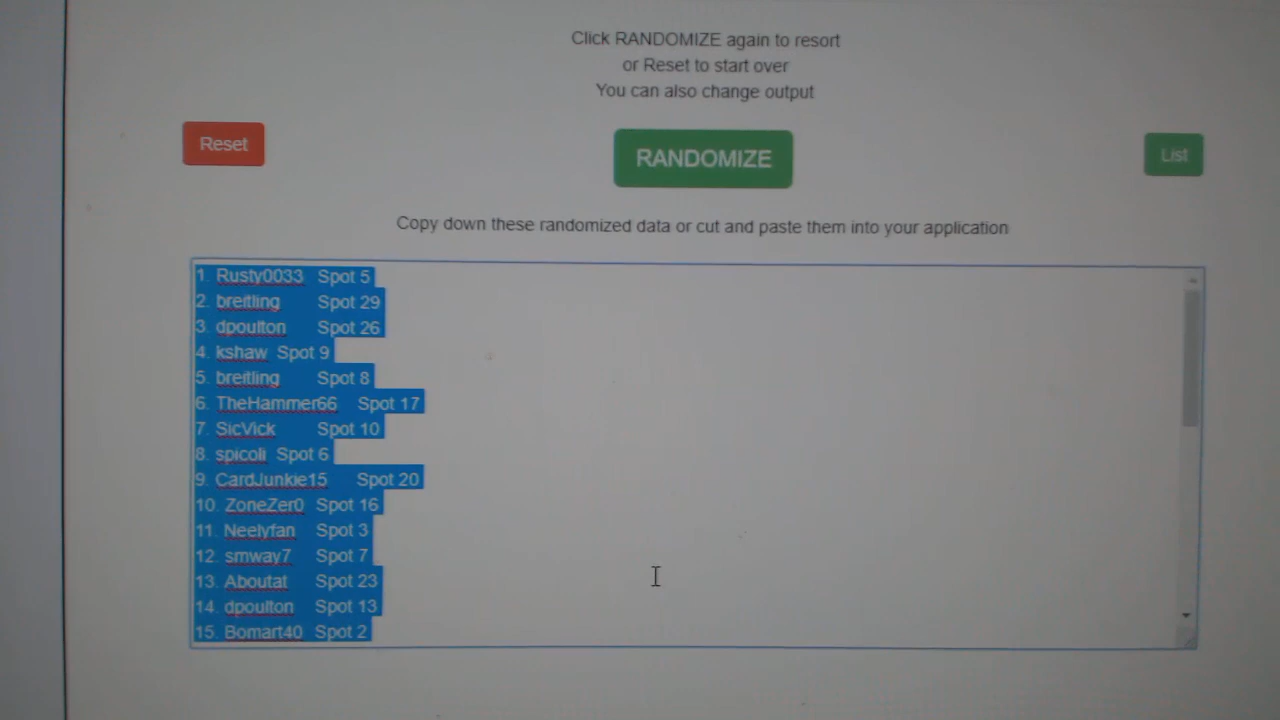 Click RANDOMIZE again to resort
or Reset to start over
You can also change output
Reset
RANDOMIZE
List
Copy down these randomized data or cut and paste them into your application
1. Rusty0033 Spot 5
2. breitling Spot 29
3. dpoulton Spot 26
4. kshaw Spot 9
5. breitling Spot 8
6. TheHammer66 Spot 17
7. SicVick Spot 10
8. spicoli Spot 6
9. CardJunkie15 Spot 20
10. ZoneZer0 Spot 16
11. Neelyfan Spot 3
12. smway7 Spot 7
13. Aboutat Spot 23
14. dpoulton Spot 13
15. Bomart40 Spot 2